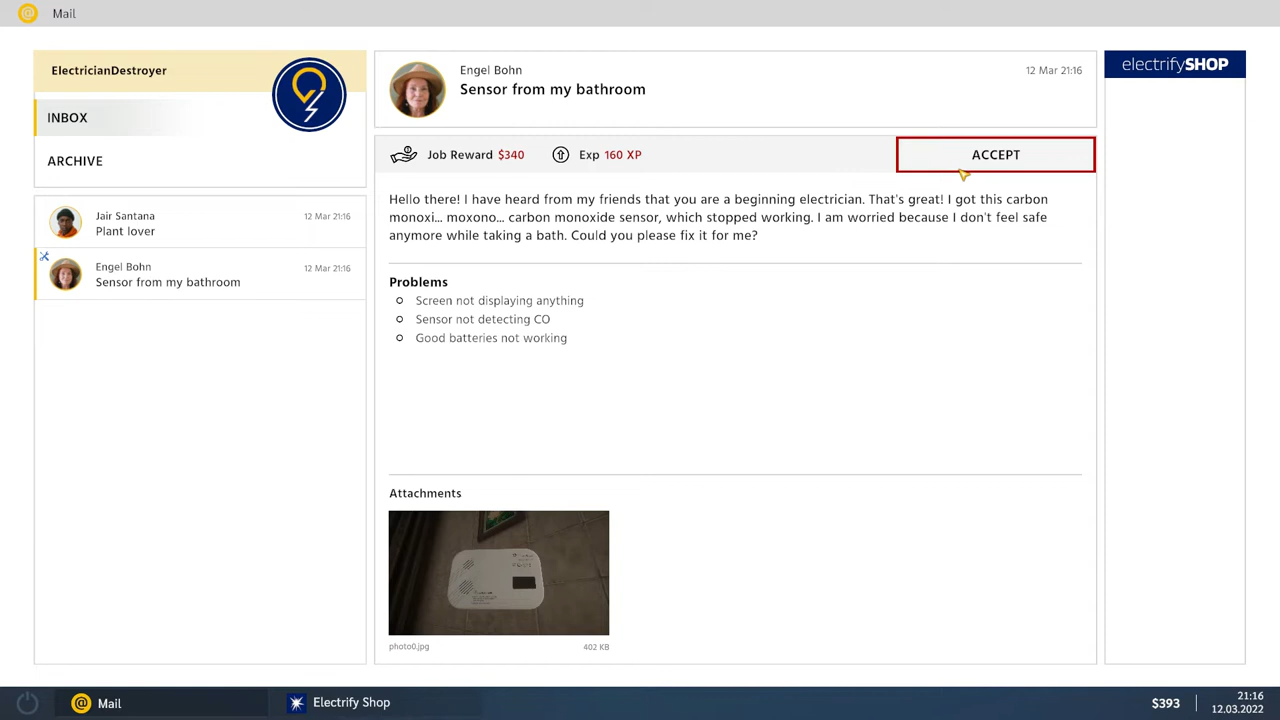 Mail
ElectricianDestroyer
INBOX
ARCHIVE
Jair Santana
12 Mar 21:16
Plant lover
Engel Bohn
12 Mar 21:16
Sensor from my bathroom
Engel Bohn
12 Mar 21:16
Sensor from my bathroom
Job Reward $340
Exp 160 XP
ACCEPT
Hello there! I have heard from my friends that you are a beginning electrician. That's great! I got this carbon
monoxi... moxono... carbon monoxide sensor, which stopped working. I am worried because I don't feel safe
anymore while taking a bath. Could you please fix it for me?
Problems
Screen not displaying anything
Sensor not detecting CO
Good batteries not working
Attachments
photo0.jpg
402 KB
electrifySHOP
Mail
Electrify Shop
$393
21:16
12.03.2022